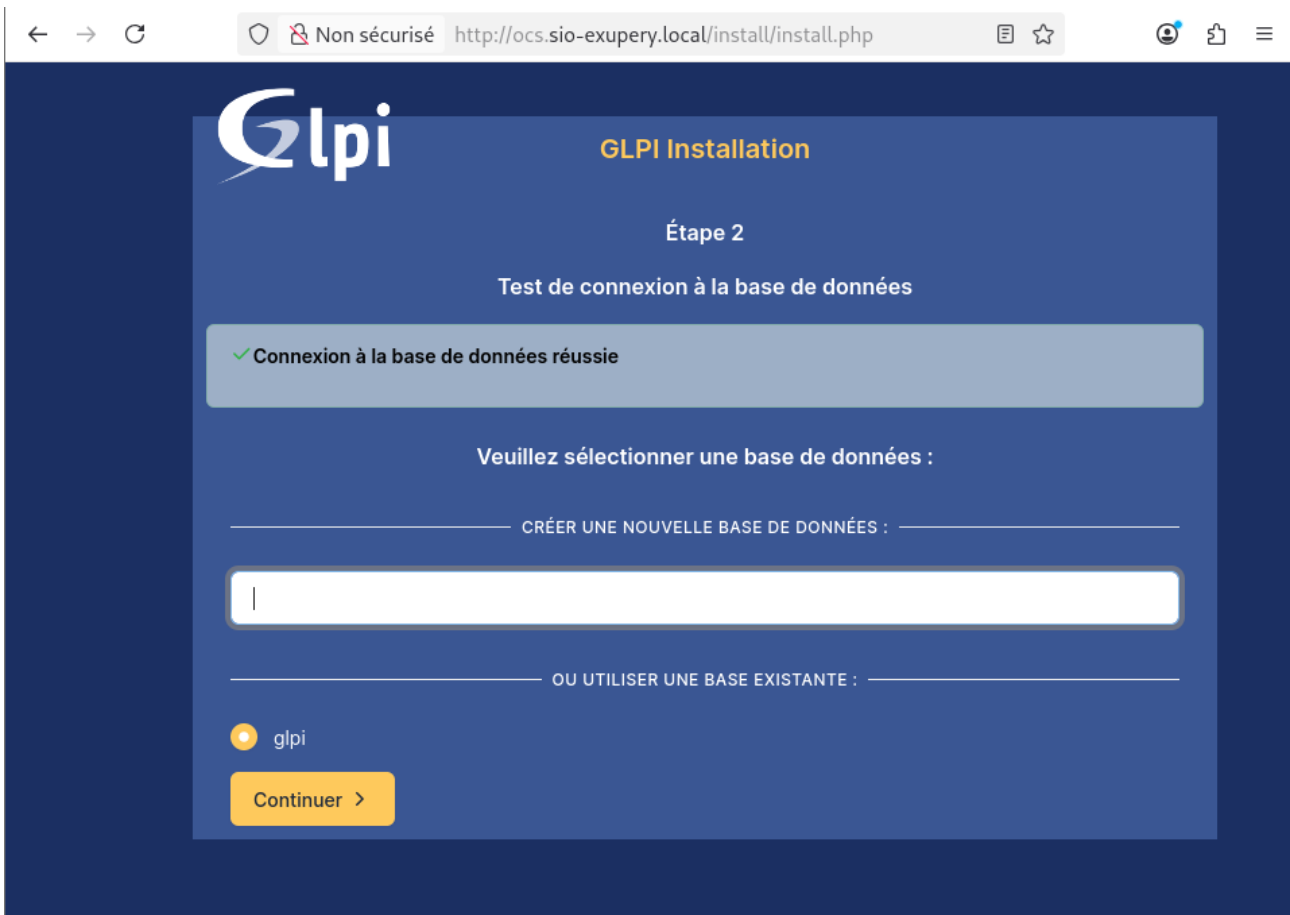 Non sécurisé http://ocs.sio-exupery.local/install/install.php
Glpi
GLPI Installation
Étape 2
Test de connexion à la base de données
Connexion à la base de données réussie
Veuillez sélectionner une base de données :
CRÉER UNE NOUVELLE BASE DE DONNÉES :
OU UTILISER UNE BASE EXISTANTE :
glpi
Continuer